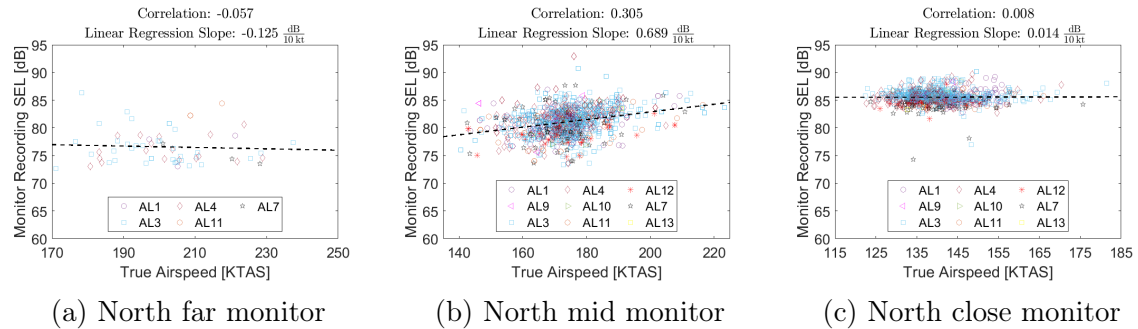 Correlation: -0.057
Linear Regression Slope: -0.125 dB/10 kt
Monitor Recording SEL [dB]
95
90
85
80
75
70
65
60
AL1 AL4 AL7
AL3 AL11
170 190 210 230 250
True Airspeed [KTAS]
(a) North far monitor
Correlation: 0.305
Linear Regression Slope: 0.689 dB/10 kt
Monitor Recording SEL [dB]
95
90
85
80
75
70
65
60
AL1 AL4 AL12
AL9 AL10 AL7
AL3 AL11 AL13
140 160 180 200 220
True Airspeed [KTAS]
(b) North mid monitor
Correlation: 0.008
Linear Regression Slope: 0.014 dB/10 kt
Monitor Recording SEL [dB]
95
90
85
80
75
70
65
60
AL1 AL4 AL12
AL9 AL10 AL7
AL3 AL11 AL13
115 125 135 145 155 165 175 185
True Airspeed [KTAS]
(c) North close monitor